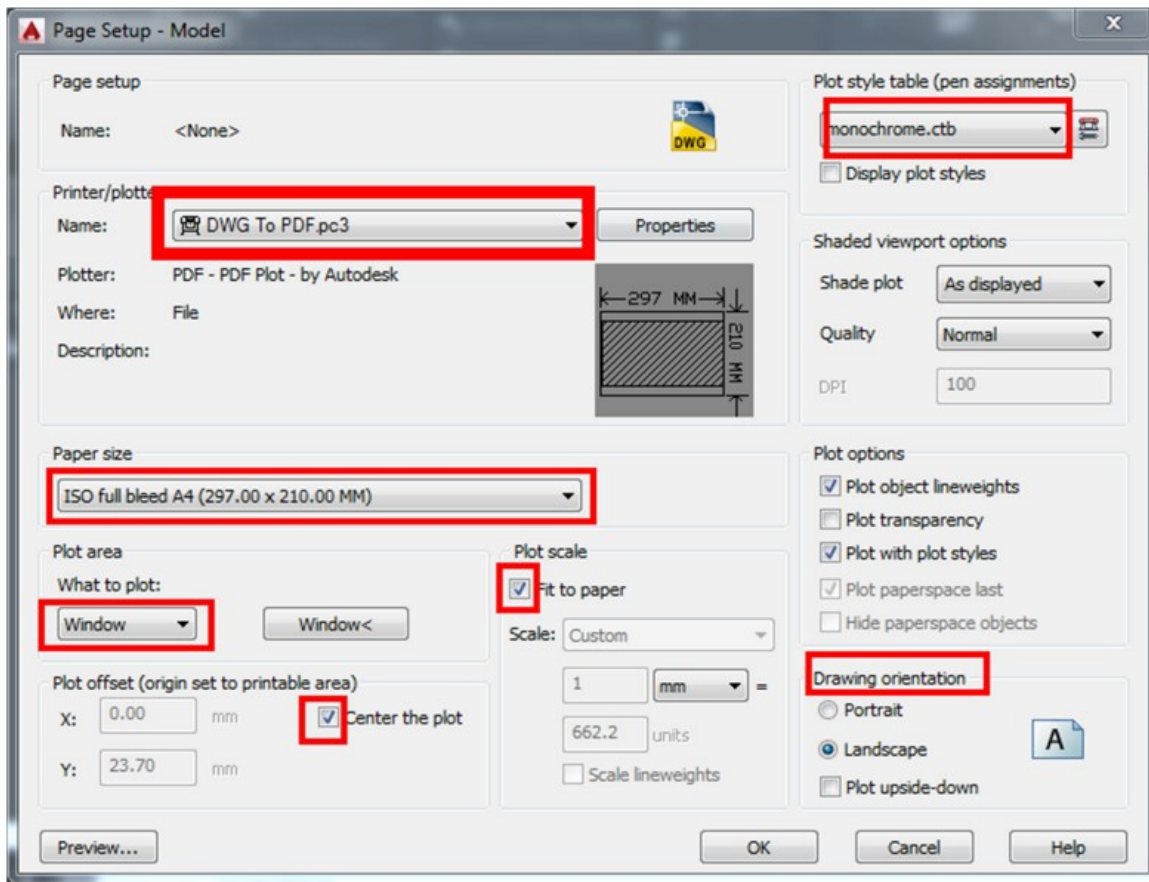 Page Setup - Model
Page setup
Name: <None>
DWG
Printer/plotte
Name: DWG To PDF.pc3 Properties
Plotter: PDF - PDF Plot - by Autodesk
Where: File
Description:
297 MM
210 MM
Paper size
ISO full bleed A4 (297.00 x 210.00 MM)
Plot area
What to plot:
Window Window<
Plot offset (origin set to printable area)
X: 0.00 mm Center the plot
Y: 23.70 mm
Plot scale
Fit to paper
Scale: Custom
1 mm =
662.2 units
Scale lineweights
Plot style table (pen assignments)
monochrome.ctb
Display plot styles
Shaded viewport options
Shade plot As displayed
Quality Normal
DPI 100
Plot options
Plot object lineweights
Plot transparency
Plot with plot styles
Plot paperspace last
Hide paperspace objects
Drawing orientation
Portrait
Landscape
A
Plot upside-down
Preview... OK Cancel Help